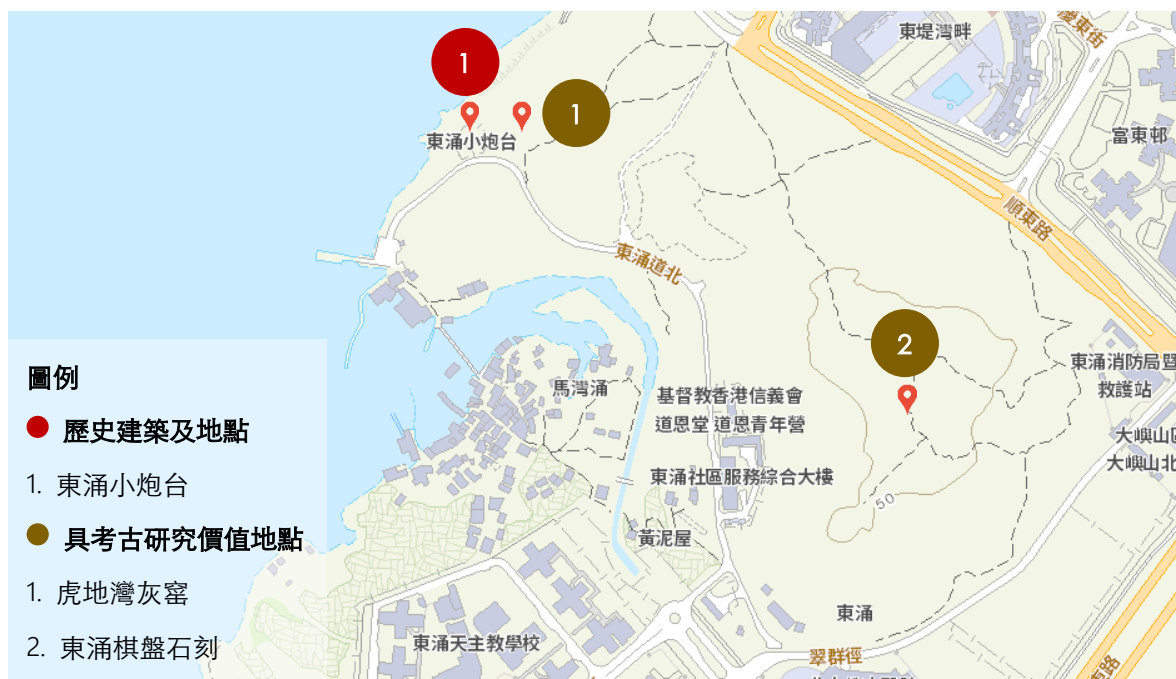 東堤灣畔
慶東街
1
1
東涌小炮台
富東邨
順東路
東涌道北
2
東涌消防局暨
救護站
圖例
歷史建築及地點
1. 東涌小炮台
具考古研究價值地點
1. 虎地灣灰窰
2. 東涌棋盤石刻
馬灣涌
基督教香港信義會
道恩堂 道恩青年營
大嶼山
大嶼山北
東涌社區服務綜合大樓
50
黃泥屋
東涌
東涌天主教學校
翠群徑
東路